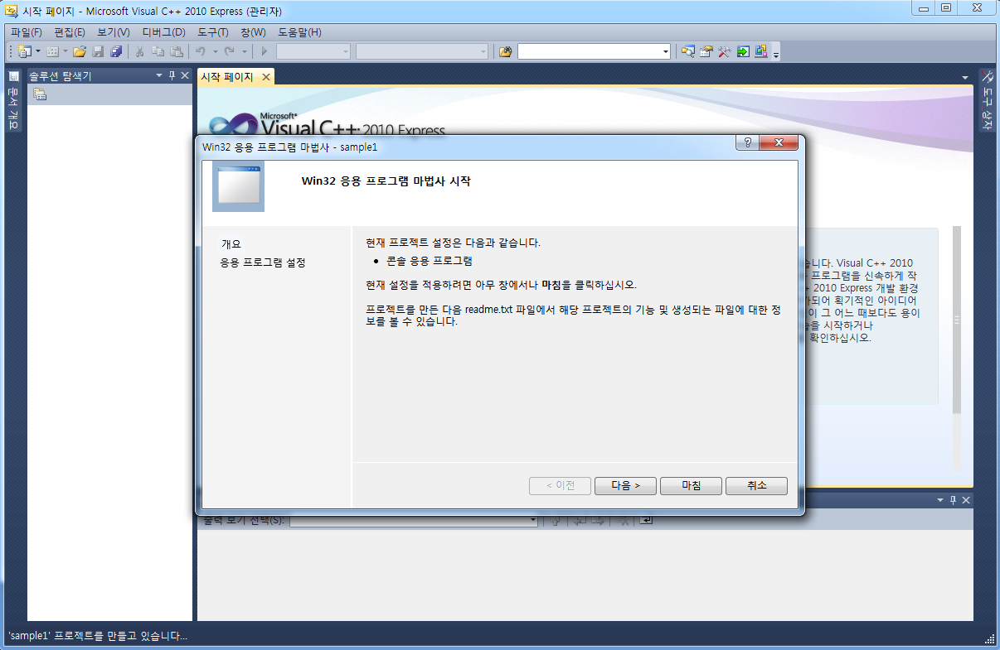 시작 페이지 - Microsoft Visual C++ 2010 Express (관리자)
파일(F) 편집(E) 보기(V) 디버그(D) 도구(T) 창(W) 도움말(H)
문서 개요
솔루션 탐색기
시작 페이지
도구 상자
Microsoft®
Visual C++ 2010 Express
Win32 응용 프로그램 마법사 - sample1
Win32 응용 프로그램 마법사 시작
개요
응용 프로그램 설정
현재 프로젝트 설정은 다음과 같습니다.
• 콘솔 응용 프로그램
현재 설정을 적용하려면 아무 창에서나 마침을 클릭하십시오.
프로젝트를 만든 다음 readme.txt 파일에서 해당 프로젝트의 기능 및 생성되는 파일에 대한 정
보를 볼 수 있습니다.
< 이전 다음 > 마침 취소
습니다. Visual C++ 2010
프로그램을 신속하게 작
+ 2010 Express 개발 환경
가되어 획기적인 아이디어
이 그 어느 때보다도 용이
을 시작하거나
확인하십시오.
출력 보기 선택(S):
'sample1' 프로젝트를 만들고 있습니다...